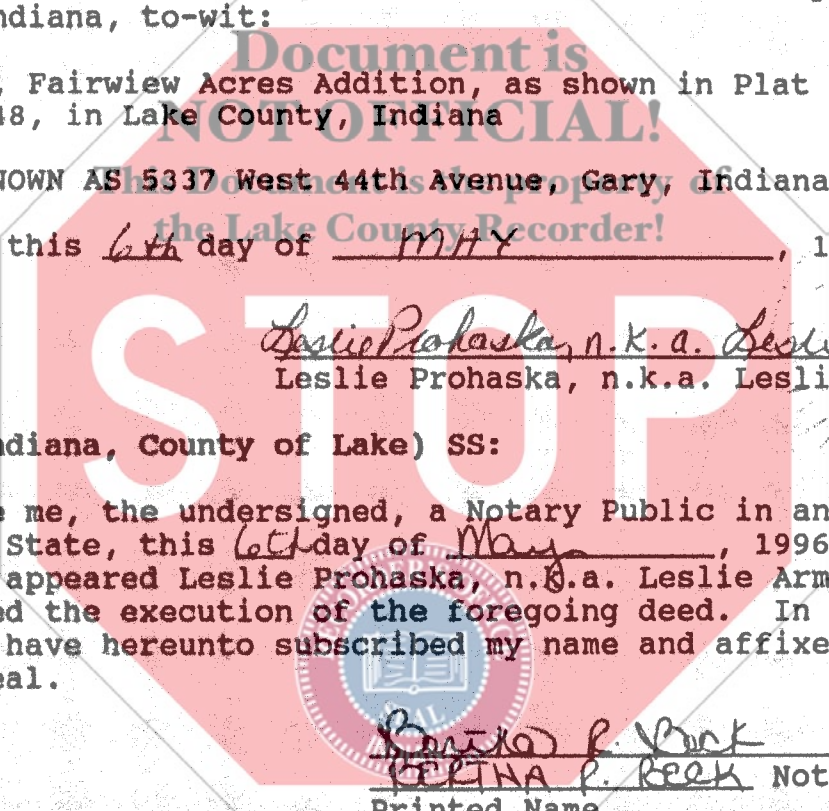 ndiana, to-wit:
Document is
, Fairwiew Acres Addition, as shown in Plat
48, in Lake County, Indiana
NOT OFFICIAL!
NOWN AS 5337 West 44th Avenue, Gary, Indiana
This Document is the property of
the Lake County Recorder!
this 6th day of MAY, 1
STOP
Leslie Prohaska, n.k.a. Lesli
Leslie Prohaska, n.k.a. Lesli
ndiana, County of Lake) SS:
e me, the undersigned, a Notary Public in an
State, this 6th day of May, 1996
appeared Leslie Prohaska, n.k.a. Leslie Arm
ed the execution of the foregoing deed. In
have hereunto subscribed my name and affixe
eal.
SEAL
R.
R. Not
Printed Name